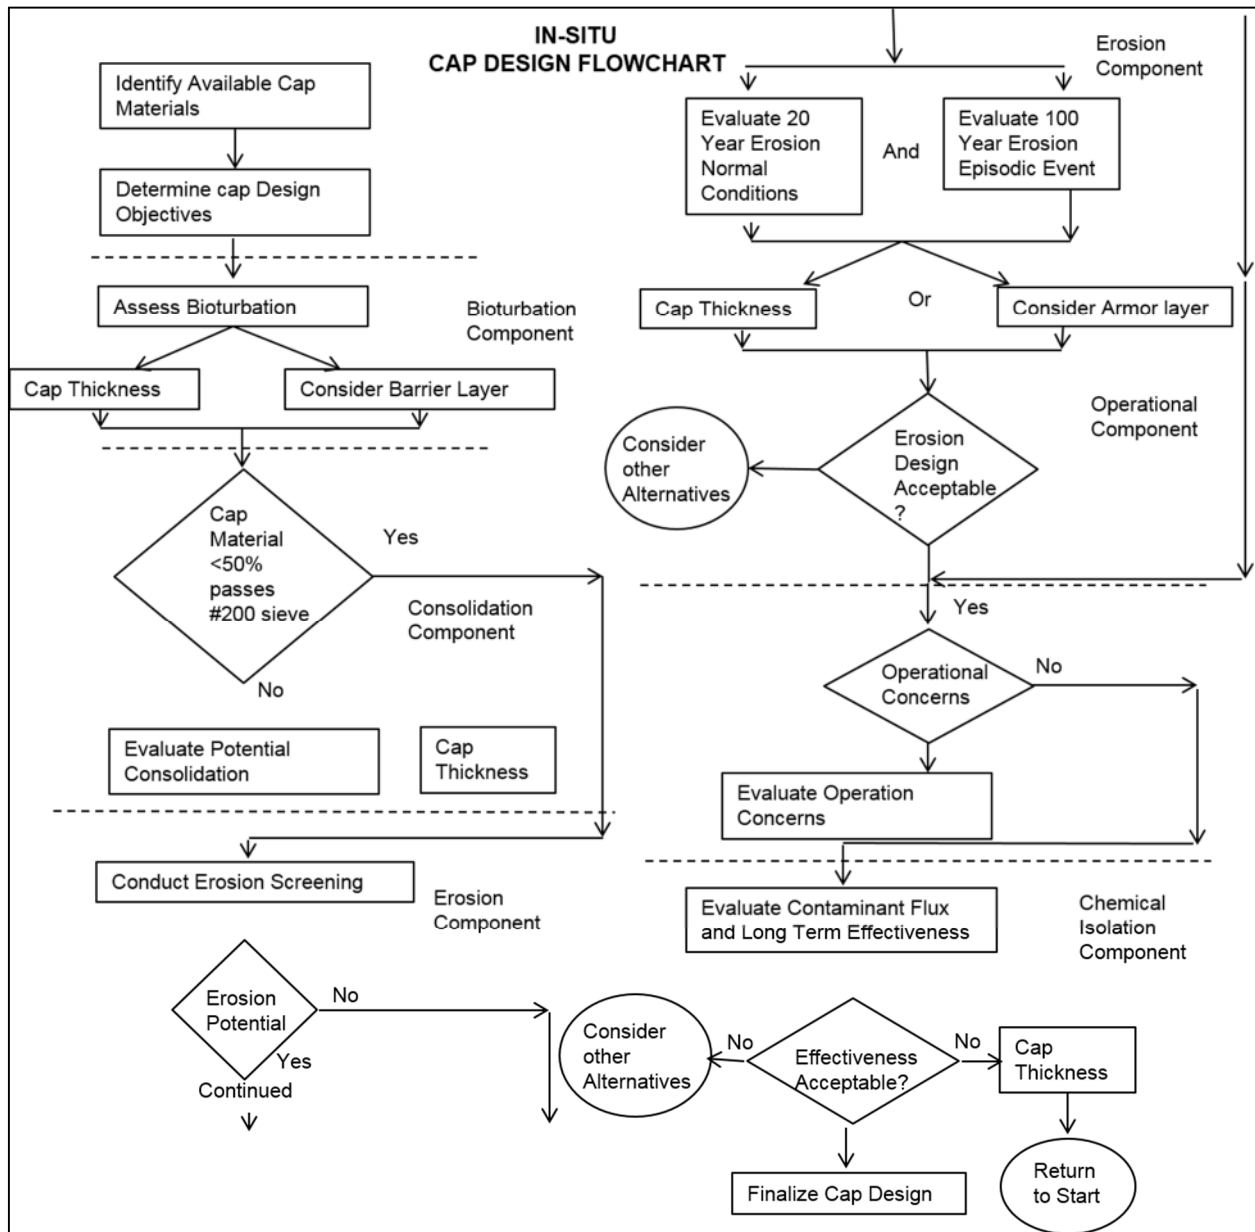 IN-SITU
CAP DESIGN FLOWCHART
Identify Available Cap
Materials
Determine cap Design
Objectives
Assess Bioturbation
Bioturbation
Component
Cap Thickness
Consider Barrier Layer
Cap
Material
<50%
passes
#200 sieve
Yes
Consolidation
Component
No
Evaluate Potential
Consolidation
Cap
Thickness
Conduct Erosion Screening
Erosion
Component
Erosion
Potential
No
Yes
Continued
Erosion
Component
Evaluate 20
Year Erosion
Normal
Conditions
And
Evaluate 100
Year Erosion
Episodic Event
Cap Thickness
Or
Consider Armor layer
Operational
Component
Consider
other
Alternatives
Erosion
Design
Acceptable
?
Yes
Operational
Concerns
No
Evaluate Operation
Concerns
Evaluate Contaminant Flux
and Long Term Effectiveness
Chemical
Isolation
Component
Consider
other
Alternatives
No
Effectiveness
Acceptable?
No
Cap
Thickness
Finalize Cap Design
Return
to Start